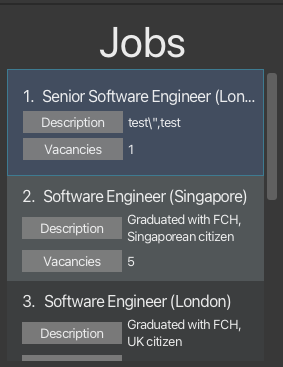 Jobs
1. Senior Software Engineer (Lon...
Description test\",test
Vacancies 1
2. Software Engineer (Singapore)
Description Graduated with FCH,
Singaporean citizen
Vacancies 5
3. Software Engineer (London)
Description Graduated with FCH,
UK citizen